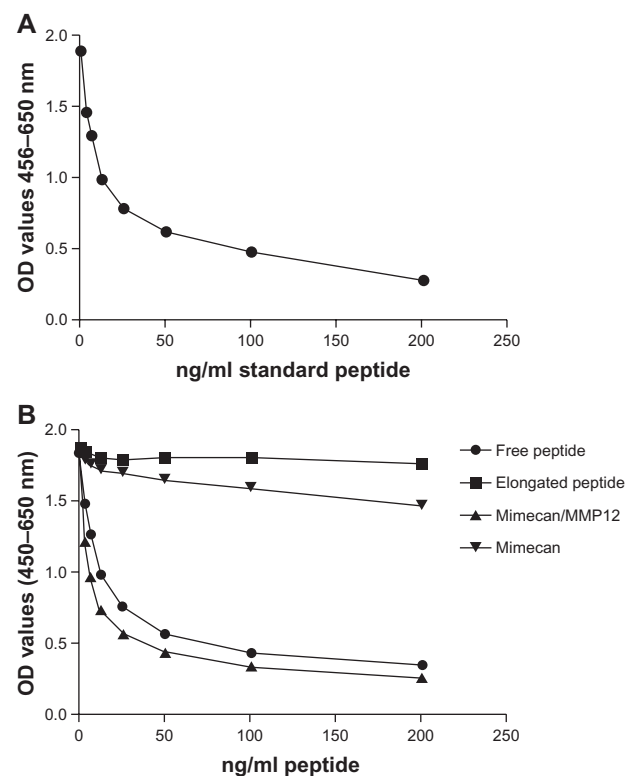 A
2.0
1.5
1.0
0.5
0.0
OD values 456–650 nm
0 50 100 150 200 250
ng/ml standard peptide
B
2.0
1.5
1.0
0.5
0.0
OD values (450–650 nm)
0 50 100 150 200 250
ng/ml peptide
Free peptide
Elongated peptide
Mimecan/MMP12
Mimecan